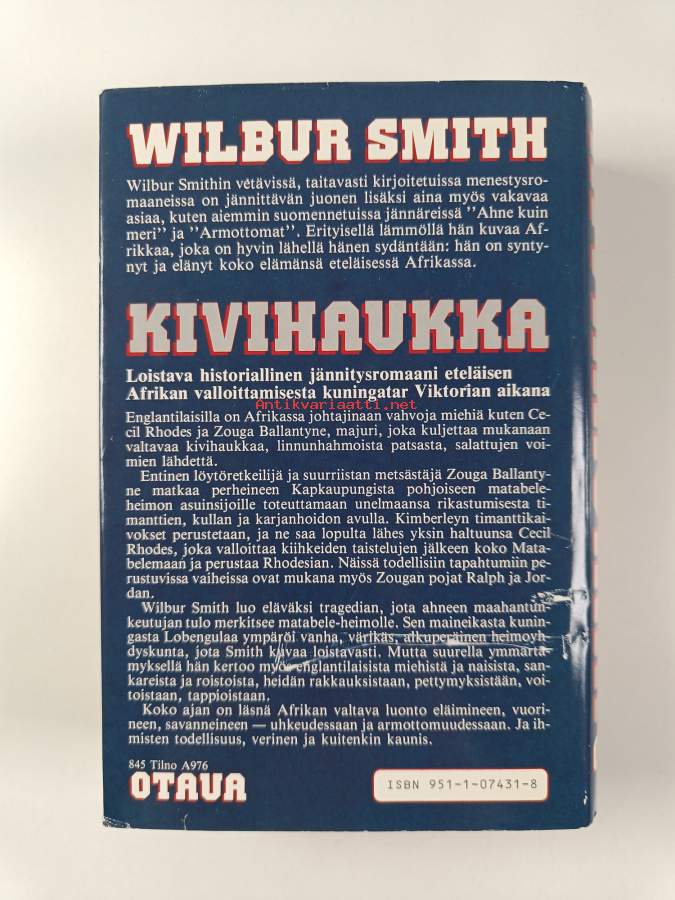 WILBUR SMITH
Wilbur Smithin vetävissä, taitavasti kirjoitetuissa menestysro-
maaneissa on jännittävän juonen lisäksi aina myös vakavaa
asiaa, kuten aiemmin suomennetuissa jännäreissä "Ahne kuin
meri" ja "Armottomat". Erityisellä lämmöllä hän kuvaa Af-
rikkaa, joka on hyvin lähellä hänen sydäntään: hän on synty-
nyt ja elänyt koko elämänsä eteläisessä Afrikassa.
KIVIHAUKKA
Loistava historiallinen jännitysromaani eteläisen
Afrikan valloittamisesta kuningatar Viktorian aikana
Antikvariaatti.net
Englantilaisilla on Afrikassa johtajinaan vahvoja miehiä kuten Ce-
cil Rhodes ja Zouga Ballantyne, majuri, joka kuljettaa mukanaan
valtavaa kivihaukkaa, linnunhahmoista patsasta, salattujen voi-
mien lähdettä.
Entinen löytöretkeilijä ja suurriistan metsästäjä Zouga Ballanty-
ne matkaa perheineen Kapkaupungista pohjoiseen matabele-
heimon asuinsijoille toteuttamaan unelmaansa rikastumisesta ti-
manttien, kullan ja karjanhoidon avulla. Kimberleyn timanttikai-
vokset perustetaan, ja ne saa lopulta lähes yksin haltuunsa Cecil
Rhodes, joka valloittaa kiihkeiden taistelujen jälkeen koko Mata-
belemaan ja perustaa Rhodesian. Näissä todellisiin tapahtumiin pe-
rustuvissa vaiheissa ovat mukana myös Zougan pojat Ralph ja Jor-
dan.
Wilbur Smith luo eläväksi tragedian, jota ahneen maahantun-
keutujan tulo merkitsee matabele-heimolle. Sen maineikasta kunin-
gasta Lobengulaa ympäröi vanha, värikäs, alkuperäinen heimoyh-
dyskunta, jota Smith kuvaa loistavasti. Mutta suurella ymmärtä-
myksellä hän kertoo myös englantilaisista miehistä ja naisista, san-
kareista ja roistoista, heidän rakkauksistaan, pettymyksistään, voi-
toistaan, tappioistaan.
Koko ajan on läsnä Afrikan valtava luonto eläimineen, vuori-
neen, savanneineen — uhkeudessaan ja armottomuudessaan. Ja ih-
misten todellisuus, verinen ja kuitenkin kaunis.
845 Tilno A976
OTAVA
ISBN 951-1-07431-8